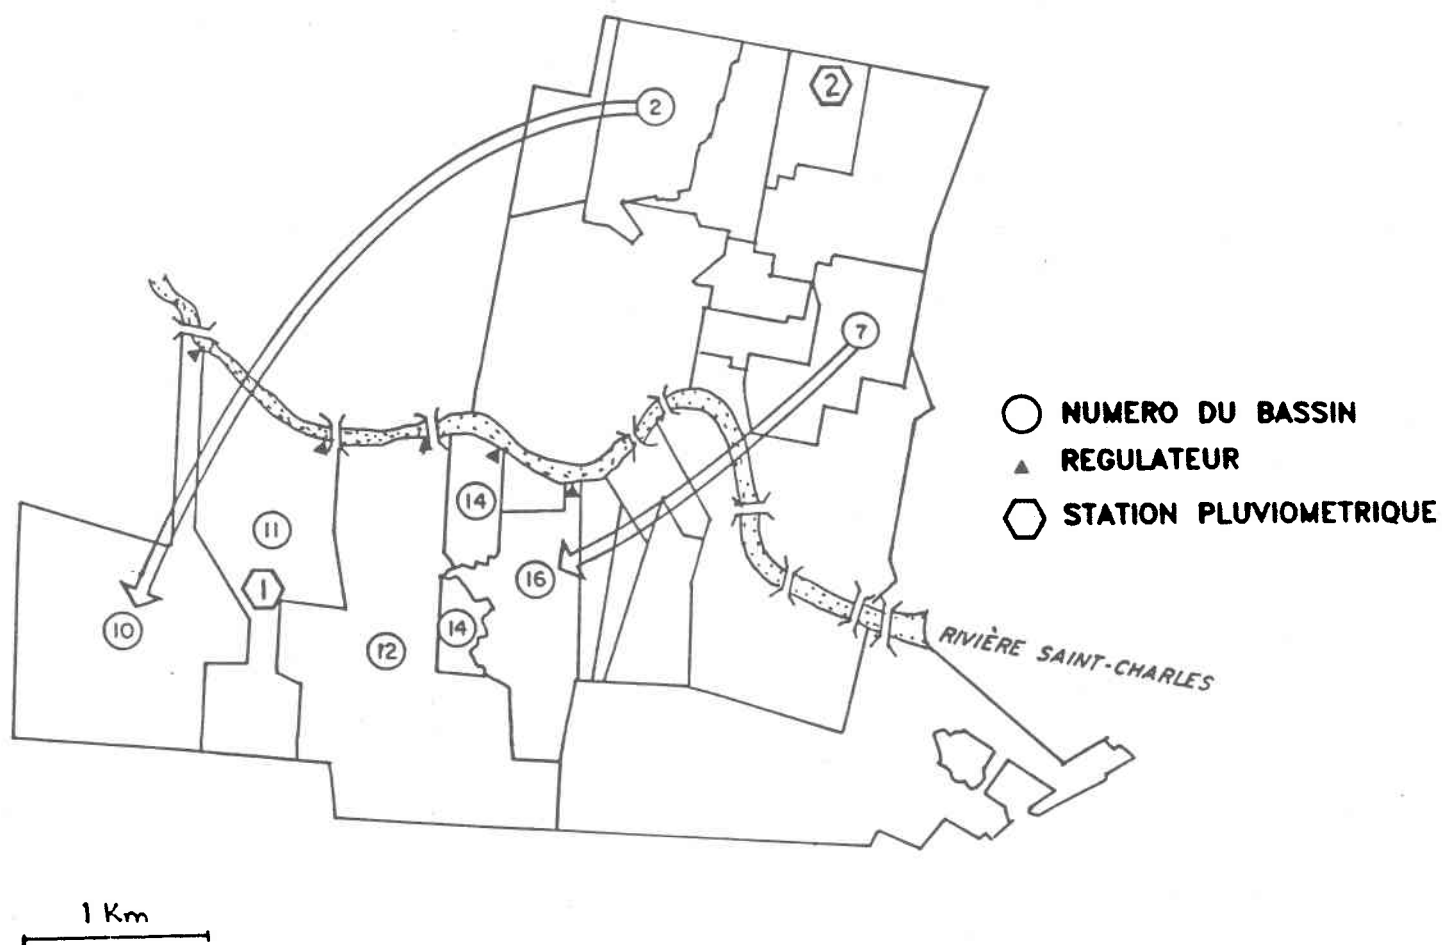 2
2
7
NUMERO DU BASSIN
REGULATEUR
STATION PLUVIOMETRIQUE
14
11
16
1
14
10
12
RIVIÈRE SAINT-CHARLES
1 Km